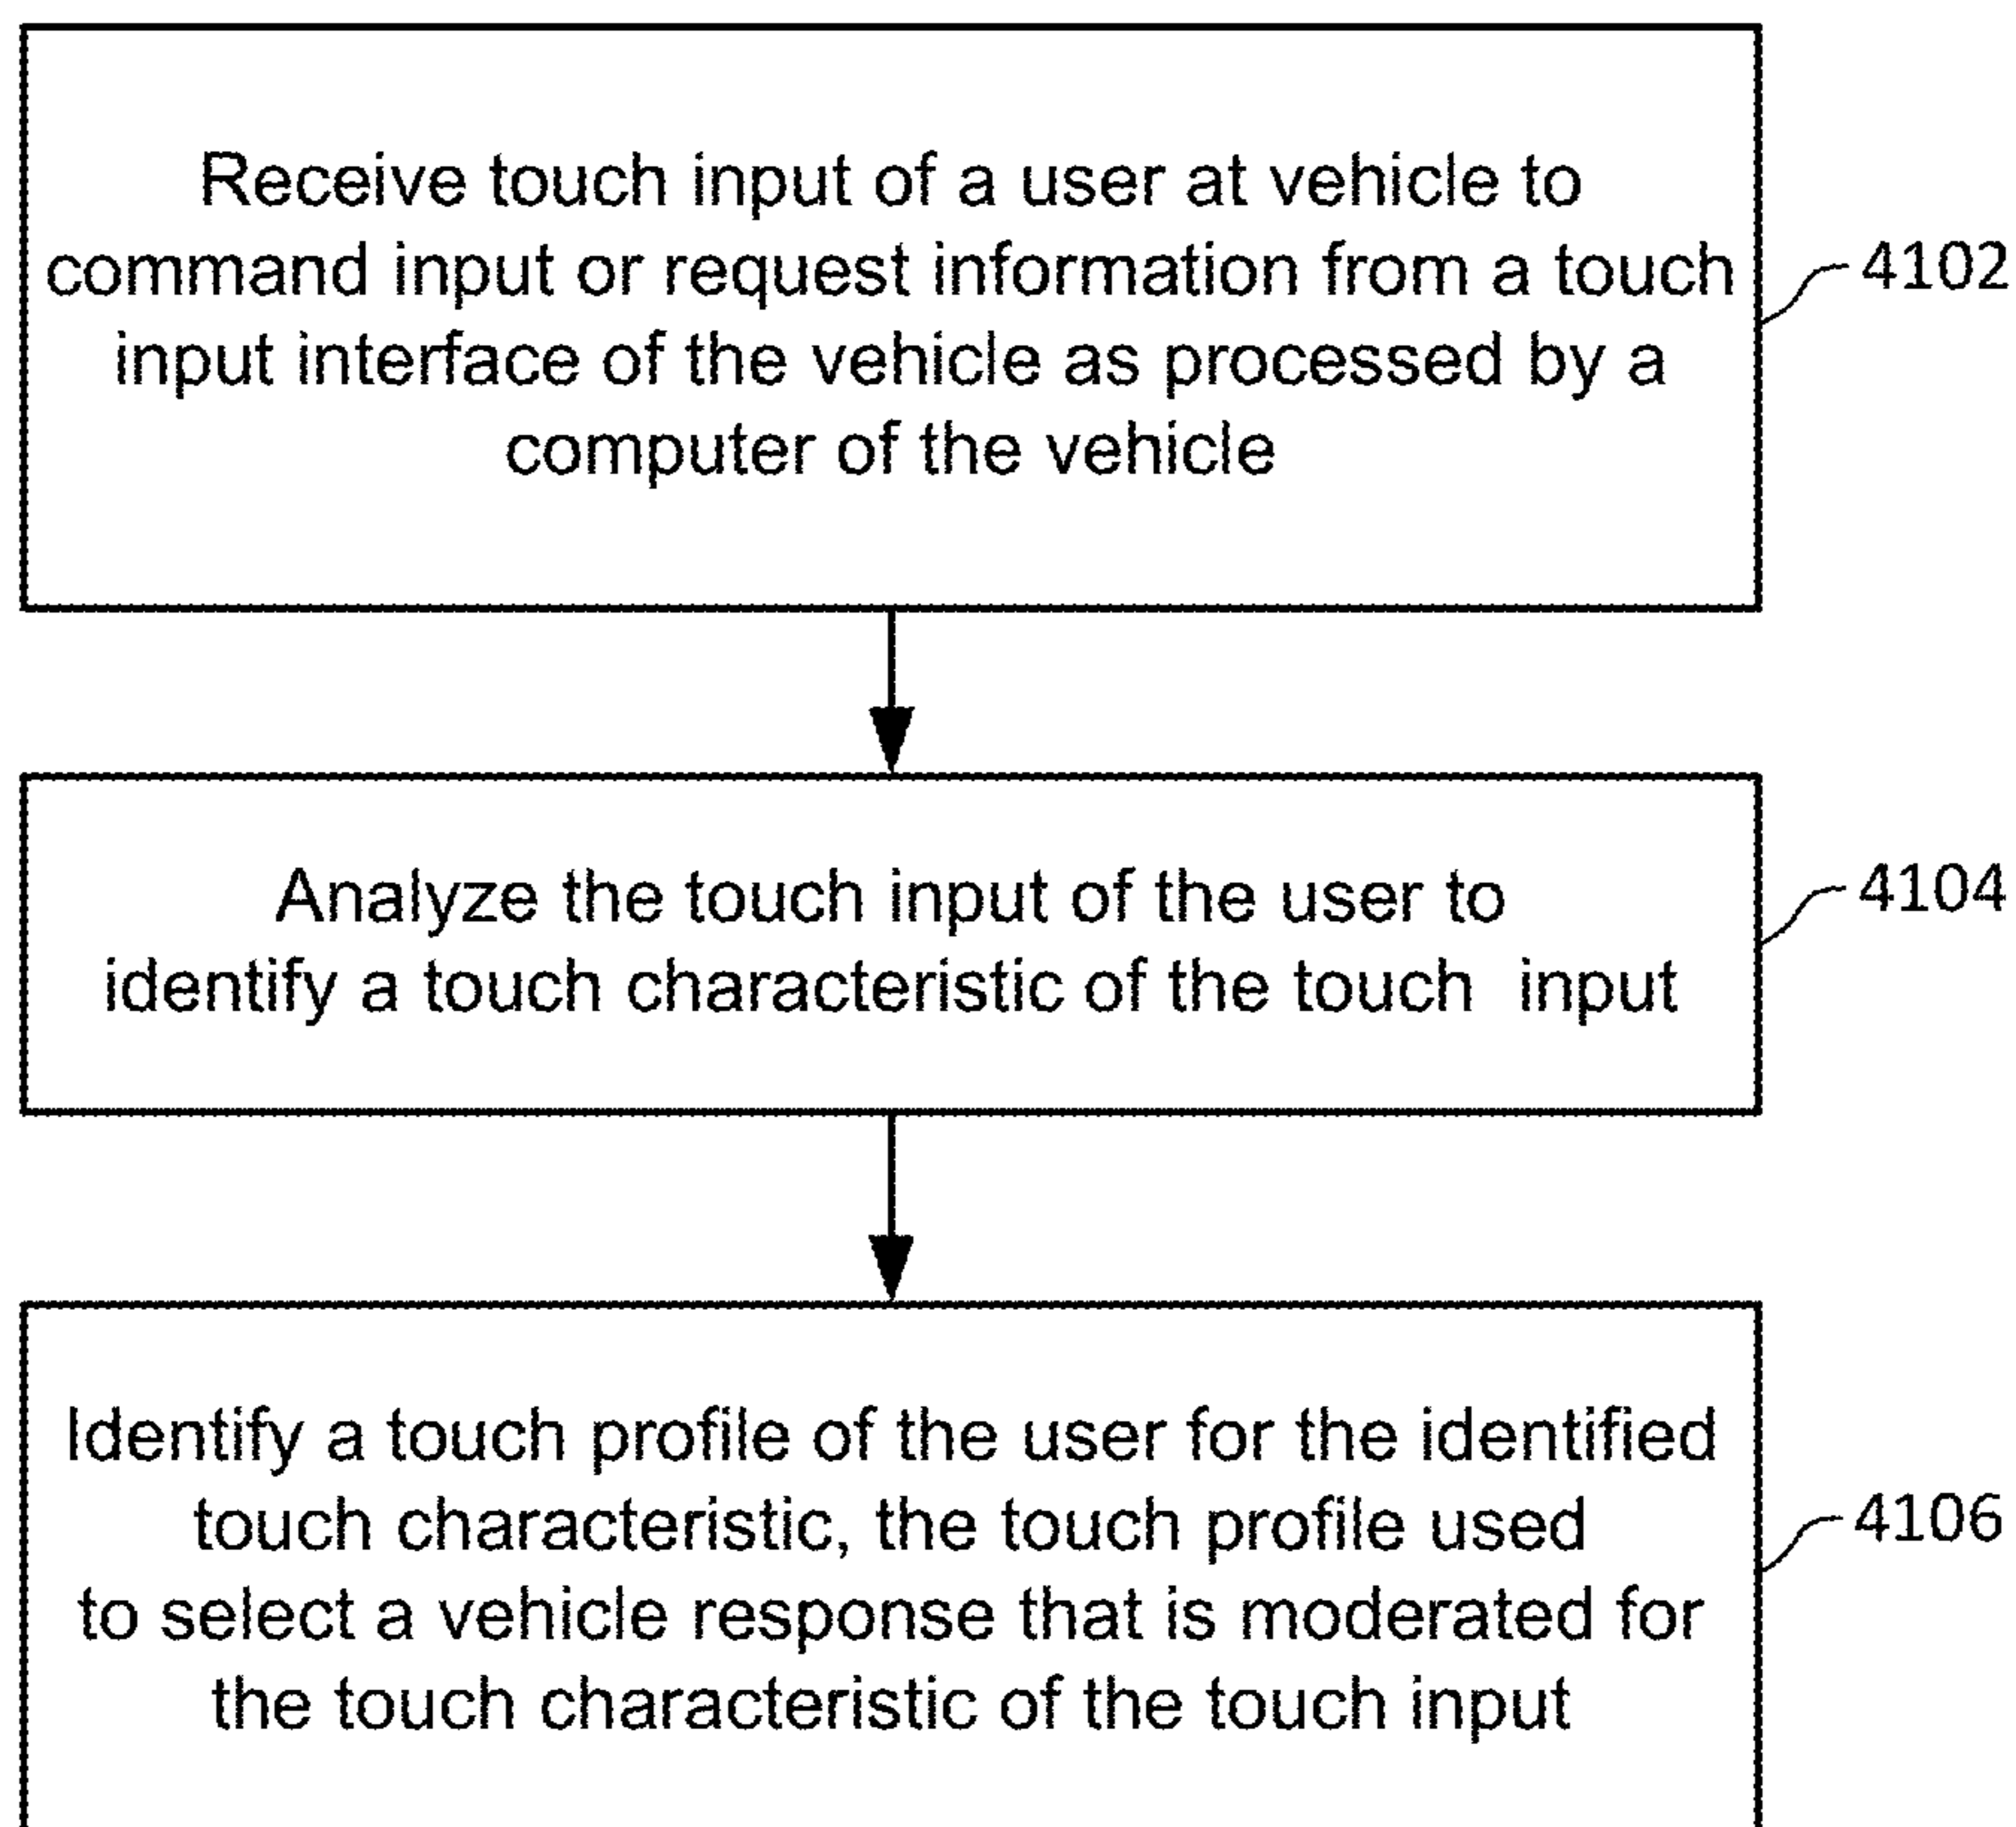 Receive touch input of a user at vehicle to
command input or request information from a touch
input interface of the vehicle as processed by a
computer of the vehicle
4102
Analyze the touch input of the user to
identify a touch characteristic of the touch input
4104
Identify a touch profile of the user for the identified
touch characteristic, the touch profile used
to select a vehicle response that is moderated for
the touch characteristic of the touch input
4106